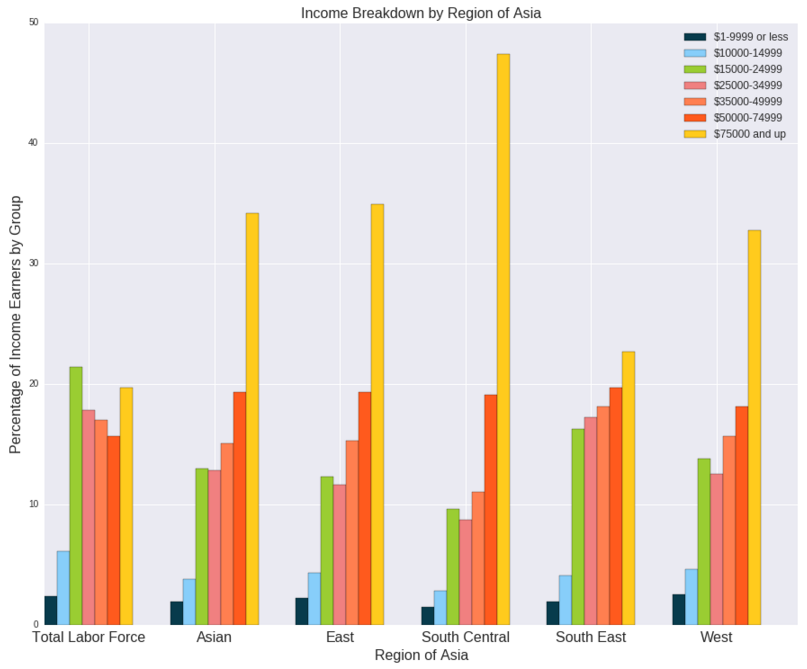 Income Breakdown by Region of Asia
50
40
30
20
10
0
Percentage of Income Earners by Group
$1-9999 or less
$10000-14999
$15000-24999
$25000-34999
$35000-49999
$50000-74999
$75000 and up
Total Labor Force Asian East South Central South East West
Region of Asia